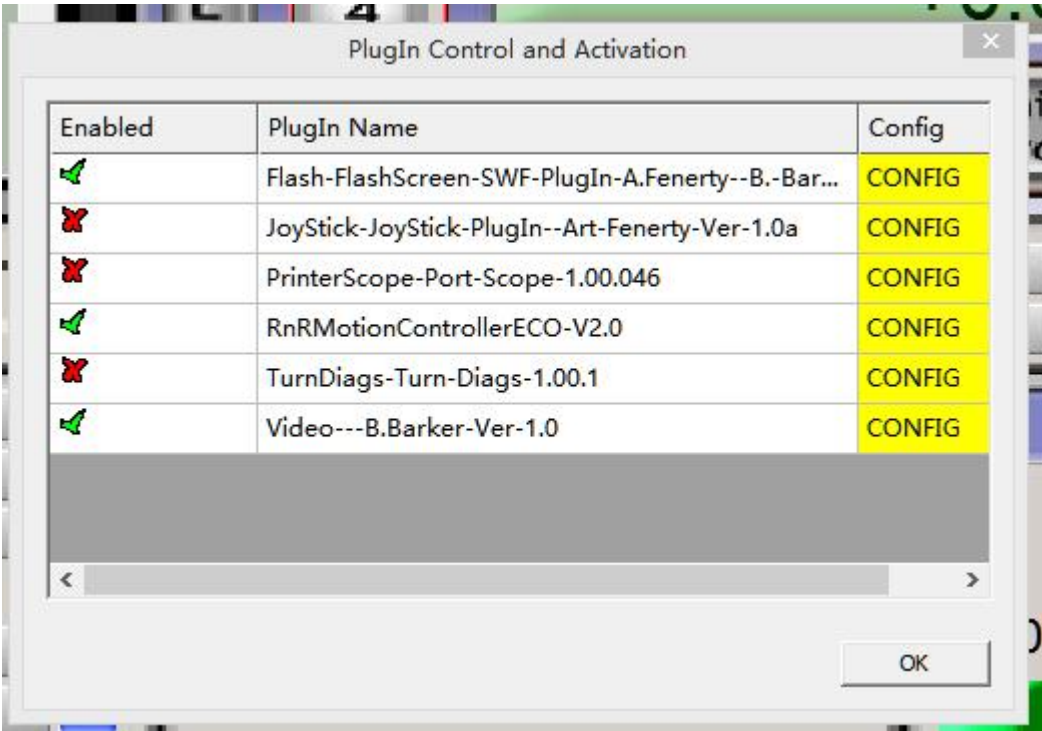 4
PlugIn Control and Activation
Enabled PlugIn Name Config
Flash-FlashScreen-SWF-PlugIn-A.Fenerty--B.-Bar... CONFIG
JoyStick-JoyStick-PlugIn--Art-Fenerty-Ver-1.0a CONFIG
PrinterScope-Port-Scope-1.00.046 CONFIG
RnRMotionControllerECO-V2.0 CONFIG
TurnDiags-Turn-Diags-1.00.1 CONFIG
Video---B.Barker-Ver-1.0 CONFIG
OK